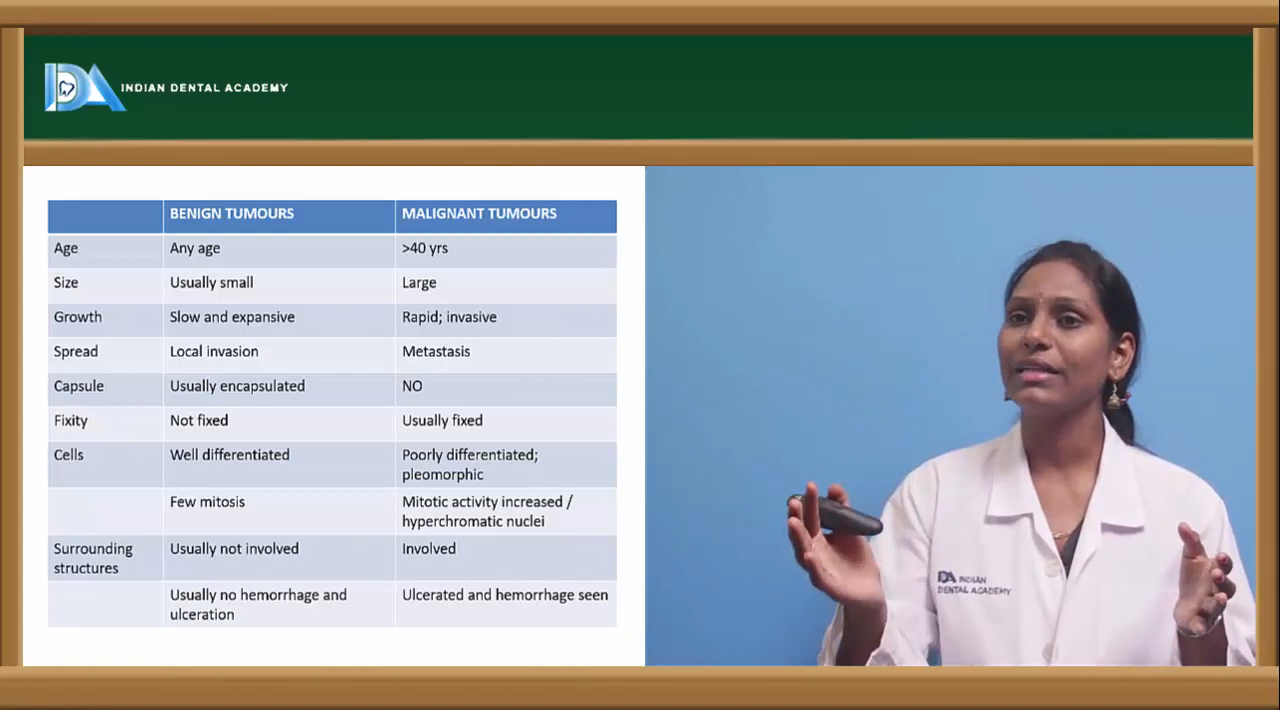 IDA INDIAN DENTAL ACADEMY
BENIGN TUMOURS MALIGNANT TUMOURS
Age Any age >40 yrs
Size Usually small Large
Growth Slow and expansive Rapid; invasive
Spread Local invasion Metastasis
Capsule Usually encapsulated NO
Fixity Not fixed Usually fixed
Cells Well differentiated Poorly differentiated;
pleomorphic
Few mitosis Mitotic activity increased /
hyperchromatic nuclei
Surrounding Usually not involved Involved
structures
Usually no hemorrhage and Ulcerated and hemorrhage seen
ulceration
IDA INDIAN
DENTAL ACADEMY